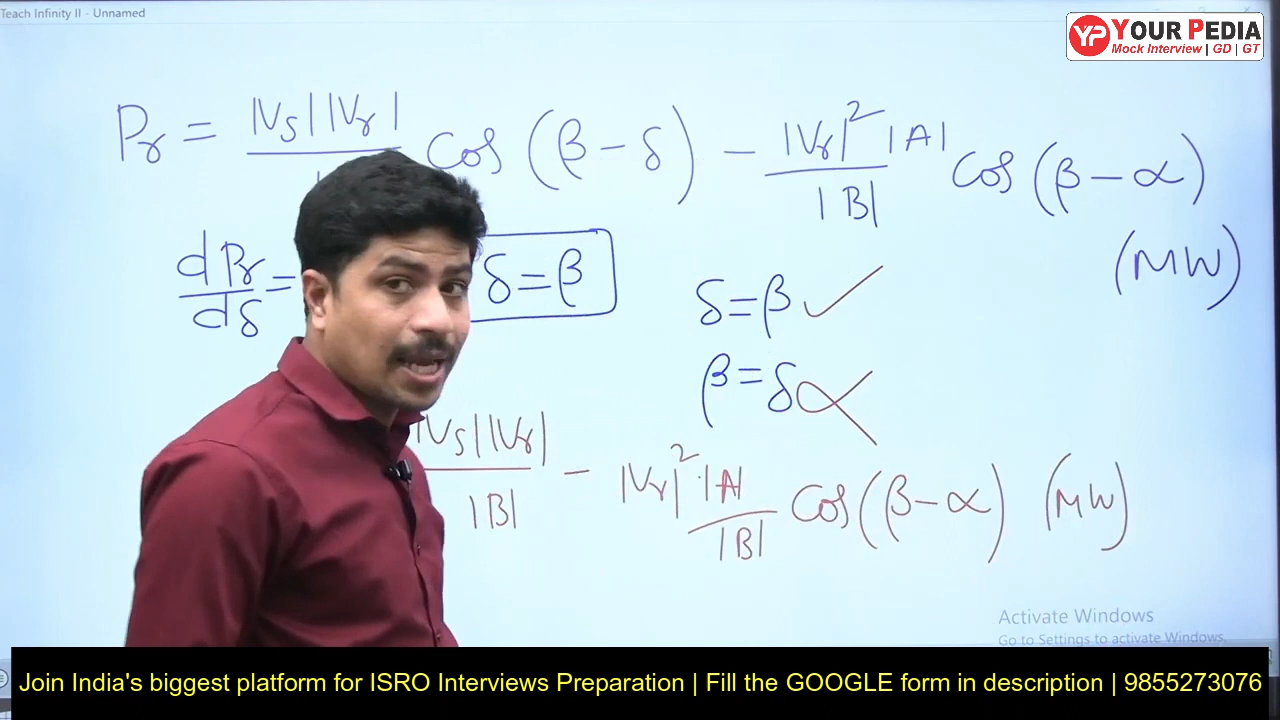 Teach Infinity II - Unnamed
YP YOUR PEDIA
Mock Interview | GD | GT
Pr = |Vs| |Vr| Cos (β - δ) - |Vr|² |A| / |B| Cos (β - α)
(MW)
dPr/dδ = δ = β
δ = β ✓
β = δ ✗
|Vs| |Vr| / |B| - |Vr|² |A| / |B| Cos (β - α) (MW)
Activate Windows
Go to Settings to activate Windows.
Join India's biggest platform for ISRO Interviews Preparation | Fill the GOOGLE form in description | 9855273076